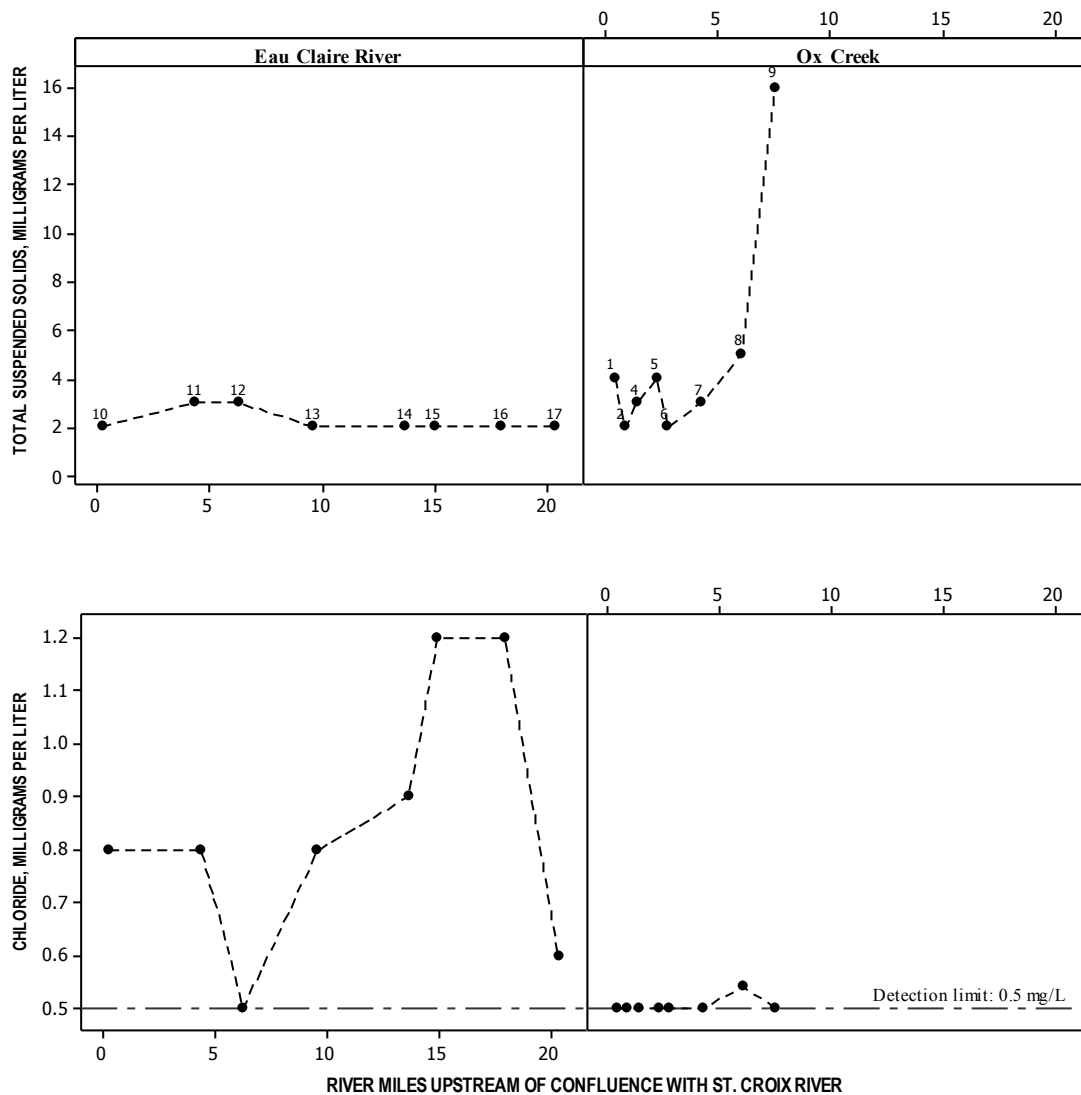 0 5 10 15 20
Eau Claire River
Ox Creek
TOTAL SUSPENDED SOLIDS, MILLIGRAMS PER LITER
16
14
12
10
8
6
4
2
0
10 11 12 13 14 15 16 17
1 2 4 5 6 7 8 9
0 5 10 15 20
0 5 10 15 20
CHLORIDE, MILLIGRAMS PER LITER
1.2
1.1
1.0
0.9
0.8
0.7
0.6
0.5
Detection limit: 0.5 mg/L
0 5 10 15 20
RIVER MILES UPSTREAM OF CONFLUENCE WITH ST. CROIX RIVER